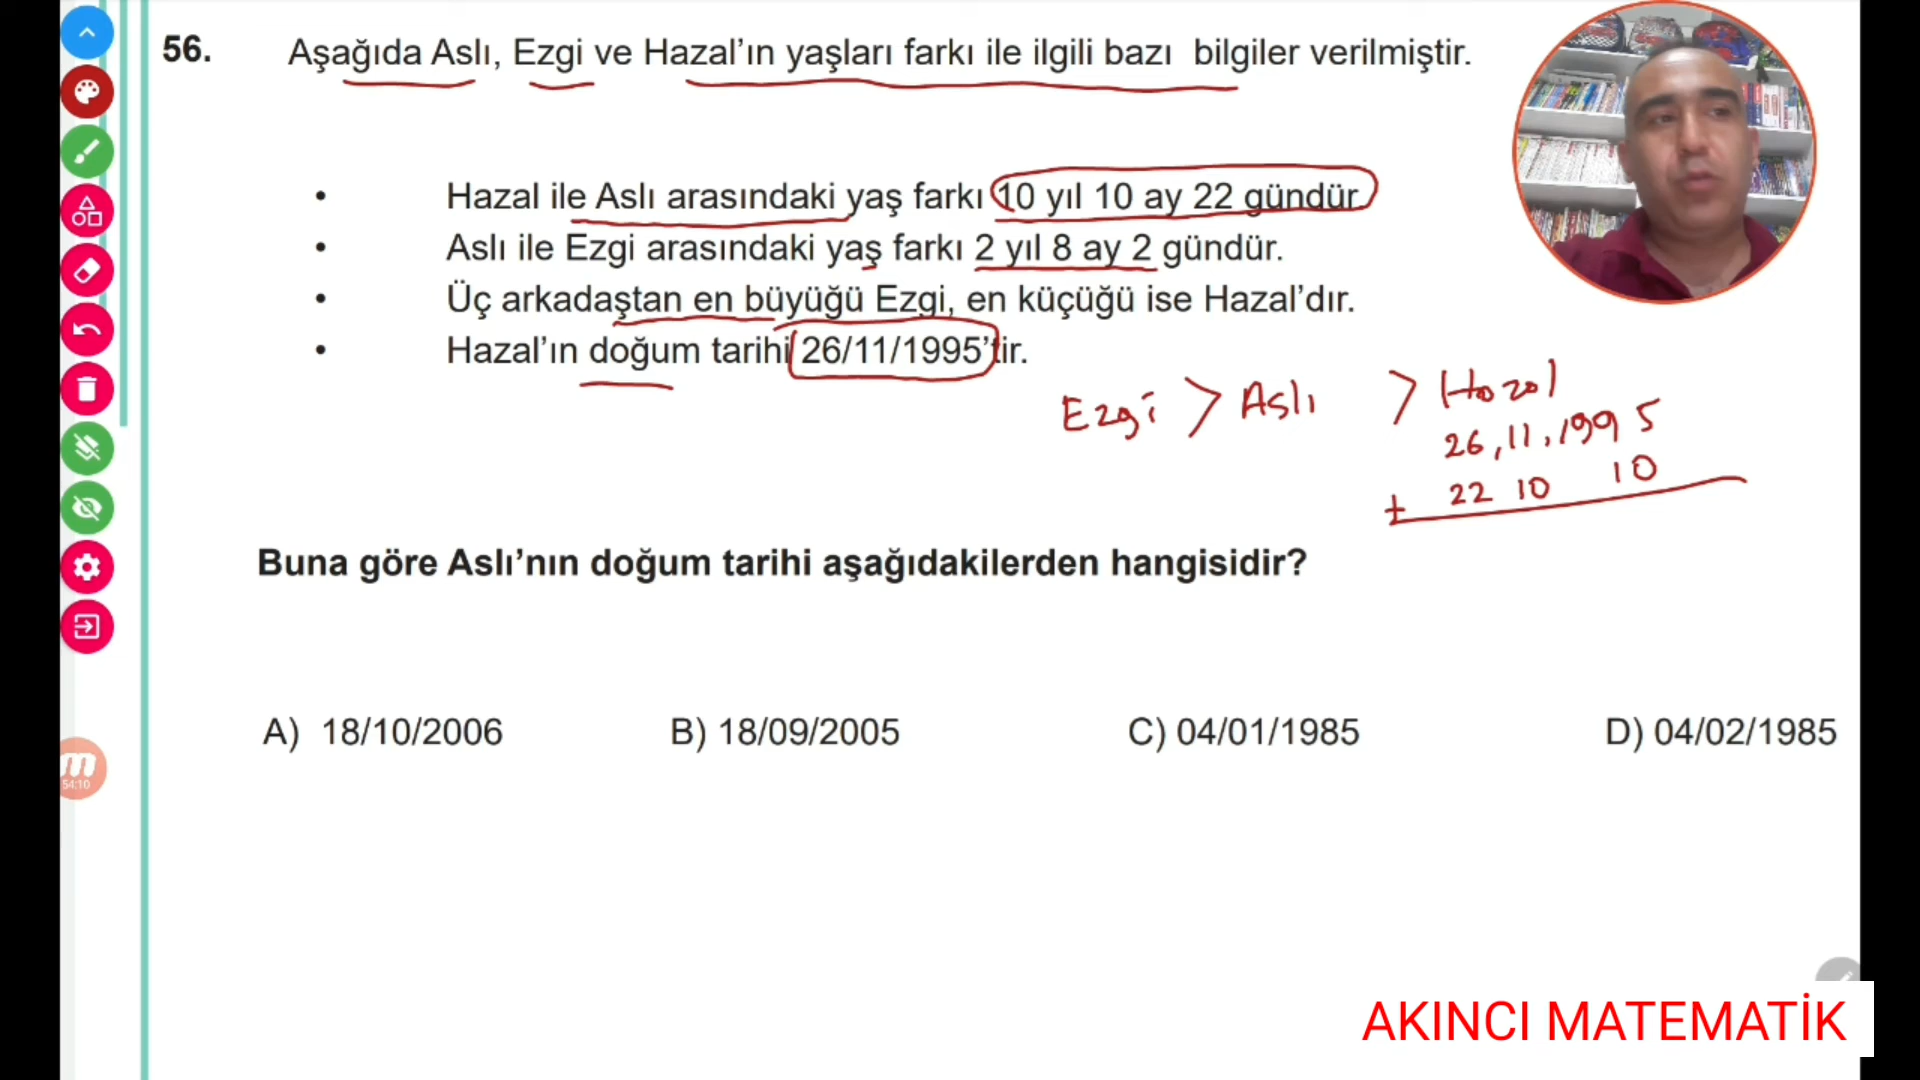 56. Aşağıda Aslı, Ezgi ve Hazal’ın yaşları farkı ile ilgili bazı bilgiler verilmiştir.
• Hazal ile Aslı arasındaki yaş farkı 10 yıl 10 ay 22 gündür.
• Aslı ile Ezgi arasındaki yaş farkı 2 yıl 8 ay 2 gündür.
• Üç arkadaştan en büyüğü Ezgi, en küçüğü ise Hazal’dır.
• Hazal’ın doğum tarihi 26/11/1995’tir.
Ezgi > Aslı > Hazal
26,11,1995
+ 22 10 10
Buna göre Aslı’nın doğum tarihi aşağıdakilerden hangisidir?
A) 18/10/2006 B) 18/09/2005 C) 04/01/1985 D) 04/02/1985
m
54:10
AKINCI MATEMATİK